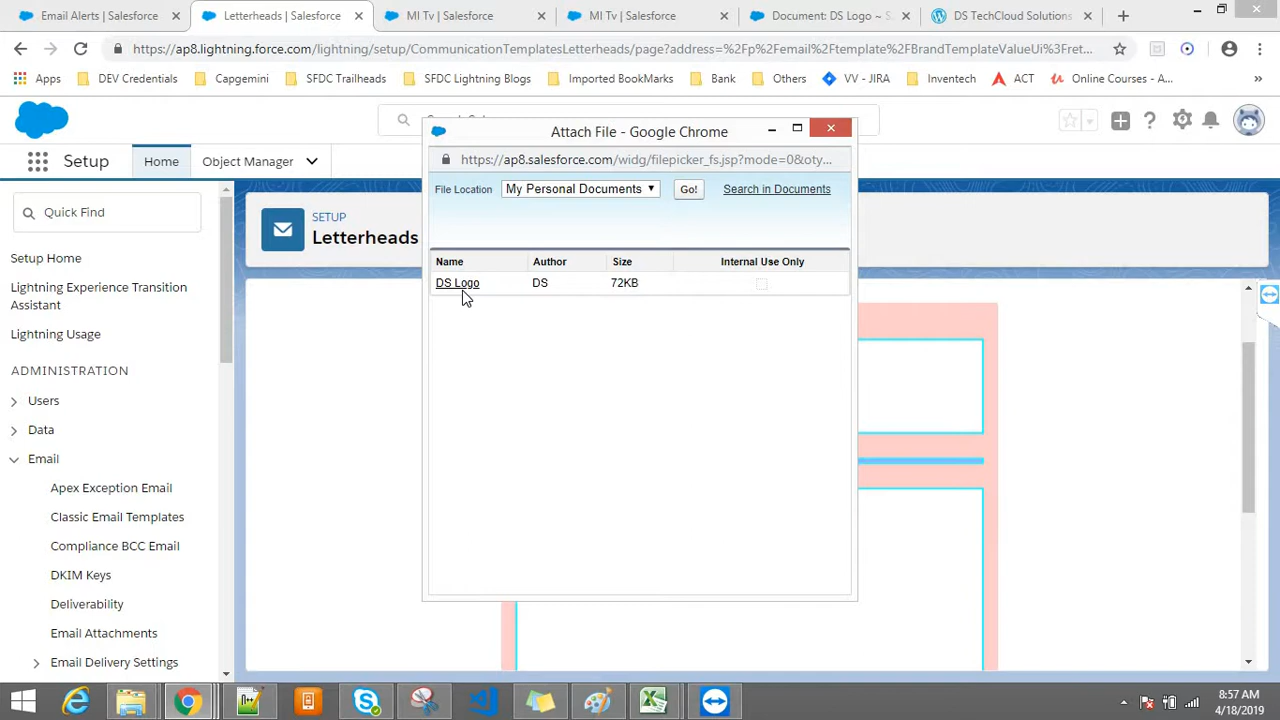 Email Alerts | Salesforce
Letterheads | Salesforce
MI Tv | Salesforce
MI Tv | Salesforce
Document: DS Logo ~ S
DS TechCloud Solutions
https://ap8.lightning.force.com/lightning/setup/CommunicationTemplatesLetterheads/page?address=%2Fp%2Femail%2Ftemplate%2FBrandTemplateValueUi%3Fret...
Apps
DEV Credentials
Capgemini
SFDC Trailheads
SFDC Lightning Blogs
Imported BookMarks
Bank
Others
VV - JIRA
Inventech
ACT
Online Courses - A...
Attach File - Google Chrome
https://ap8.salesforce.com/widg/filepicker_fs.jsp?mode=0&oty...
File Location
My Personal Documents
Go!
Search in Documents
Name
Author
Size
Internal Use Only
DS Logo
DS
72KB
Setup
Home
Object Manager
Quick Find
Setup Home
Lightning Experience Transition
Assistant
Lightning Usage
ADMINISTRATION
Users
Data
Email
Apex Exception Email
Classic Email Templates
Compliance BCC Email
DKIM Keys
Deliverability
Email Attachments
Email Delivery Settings
SETUP
Letterheads
8:57 AM
4/18/2019